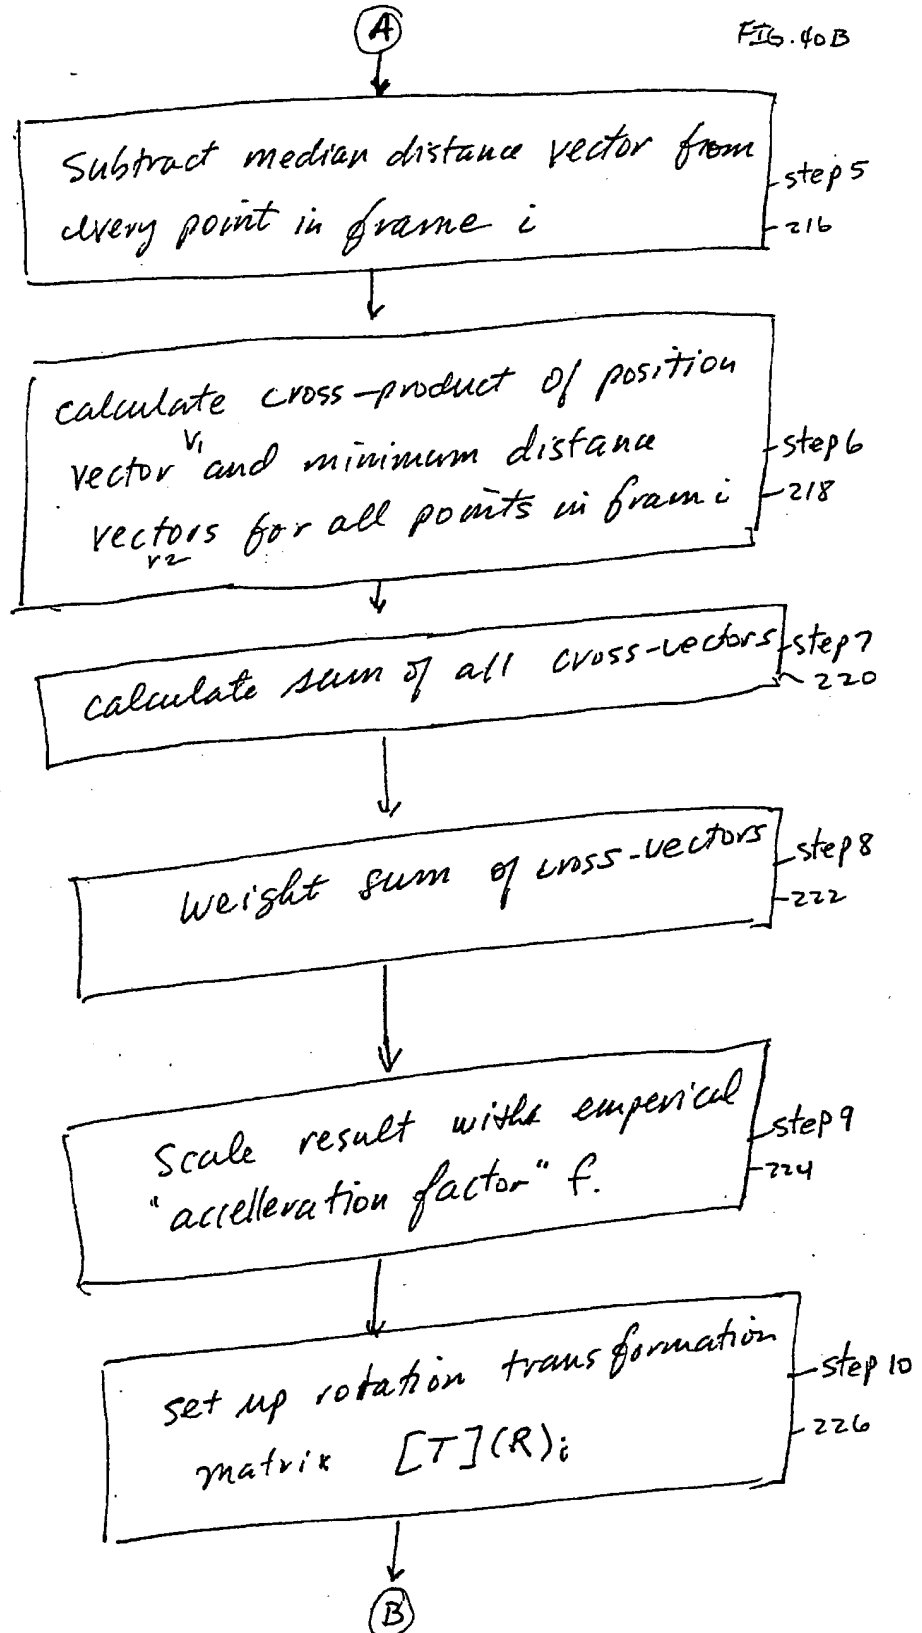 A
FIG. 40B
Subtract median distance vector from
every point in frame i
step 5
216
calculate cross-product of position
vector v1 and minimum distance
vectors for all points in fram i
v2
step 6
218
calculate sum of all cross-vectors
step 7
220
weight sum of cross-vectors
step 8
222
Scale result with emperical
"accelleration factor" f.
step 9
224
set up rotation transformation
matrix [T](R)i
step 10
226
B